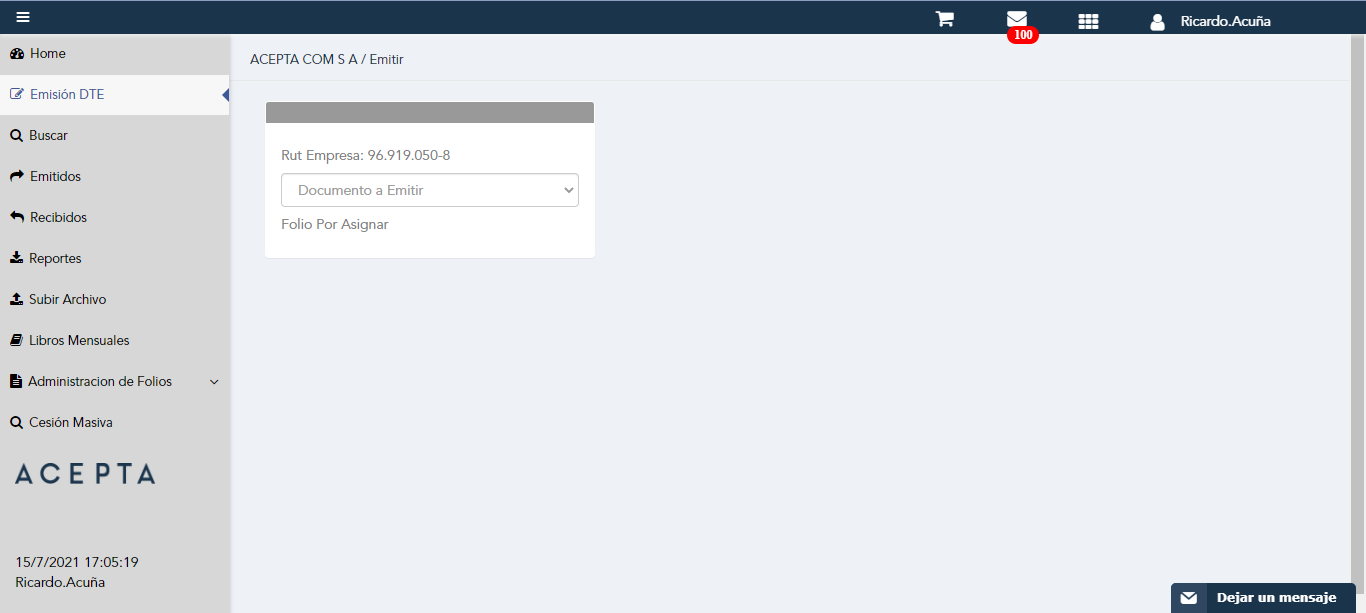 Ricardo.Acuña
100
Home
ACEPTA COM S A / Emitir
Emisión DTE
Buscar
Emitidos
Recibidos
Reportes
Subir Archivo
Libros Mensuales
Administracion de Folios
Cesión Masiva
ACEPTA
15/7/2021 17:05:19
Ricardo.Acuña
Rut Empresa: 96.919.050-8
Documento a Emitir
Folio Por Asignar
Dejar un mensaje